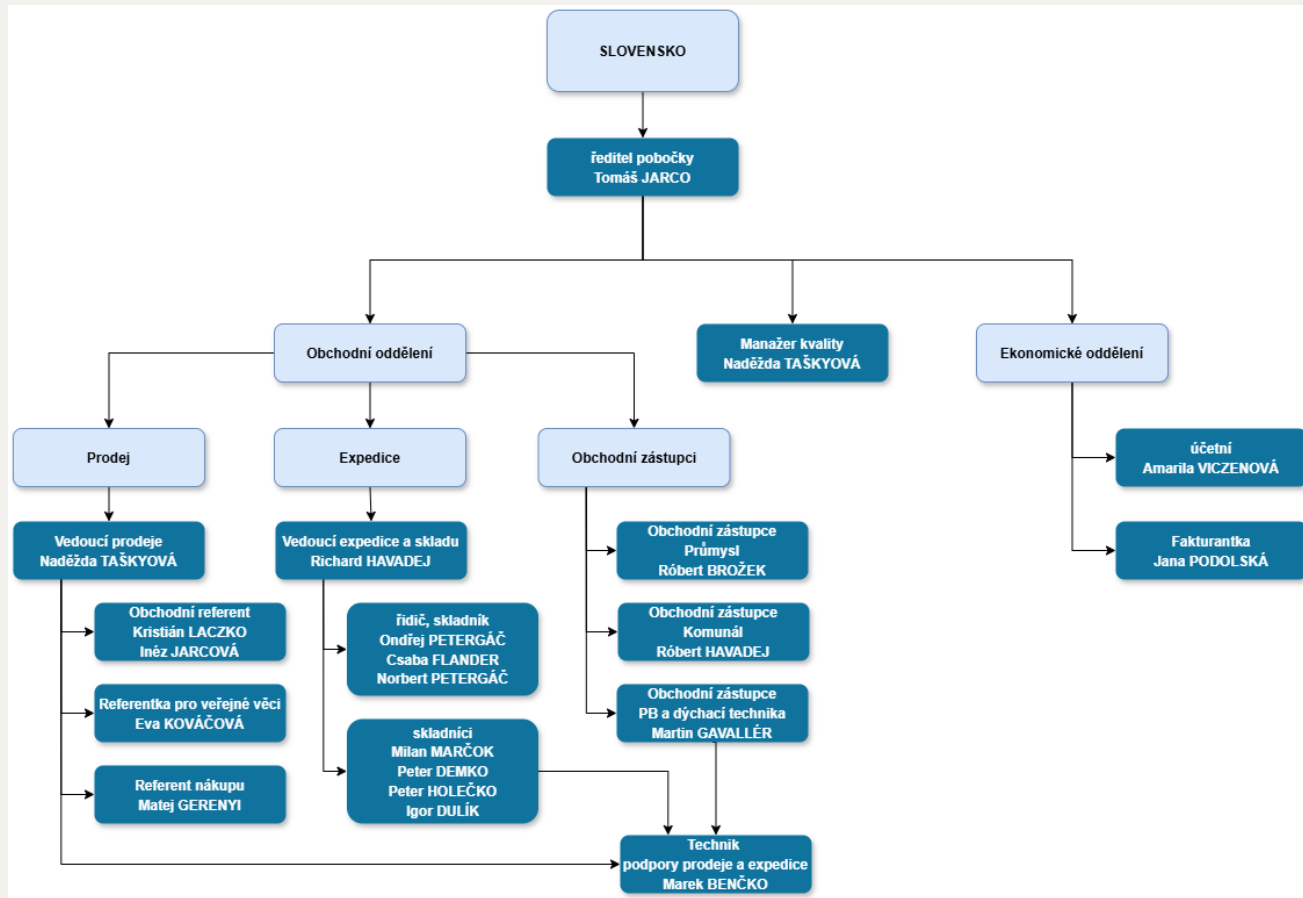 SLOVENSKO
ředitel pobočky
Tomáš JARCO
Obchodní oddělení
Manažer kvality
Naděžda TAŠKYOVÁ
Ekonomické oddělení
Prodej
Expedice
Obchodní zástupci
účetní
Amarila VICZENOVÁ
Vedoucí prodeje
Naděžda TAŠKYOVÁ
Vedoucí expedice a skladu
Richard HAVADEJ
Obchodní zástupce
Průmysl
Róbert BROŽEK
Fakturantka
Jana PODOLSKÁ
Obchodní referent
Kristián LACZKO
Inéz JARCOVÁ
řidič, skladník
Ondřej PETERGÁČ
Csaba FLANDER
Norbert PETERGÁČ
Obchodní zástupce
Komunál
Róbert HAVADEJ
Referentka pro veřejné věci
Eva KOVÁČOVÁ
Obchodní zástupce
PB a dýchací technika
Martin GAVALLÉR
Referent nákupu
Matej GERENYI
skladníci
Milan MARČOK
Peter DEMKO
Peter HOLEČKO
Igor DULÍK
Technik
podpory prodeje a expedice
Marek BENČKO